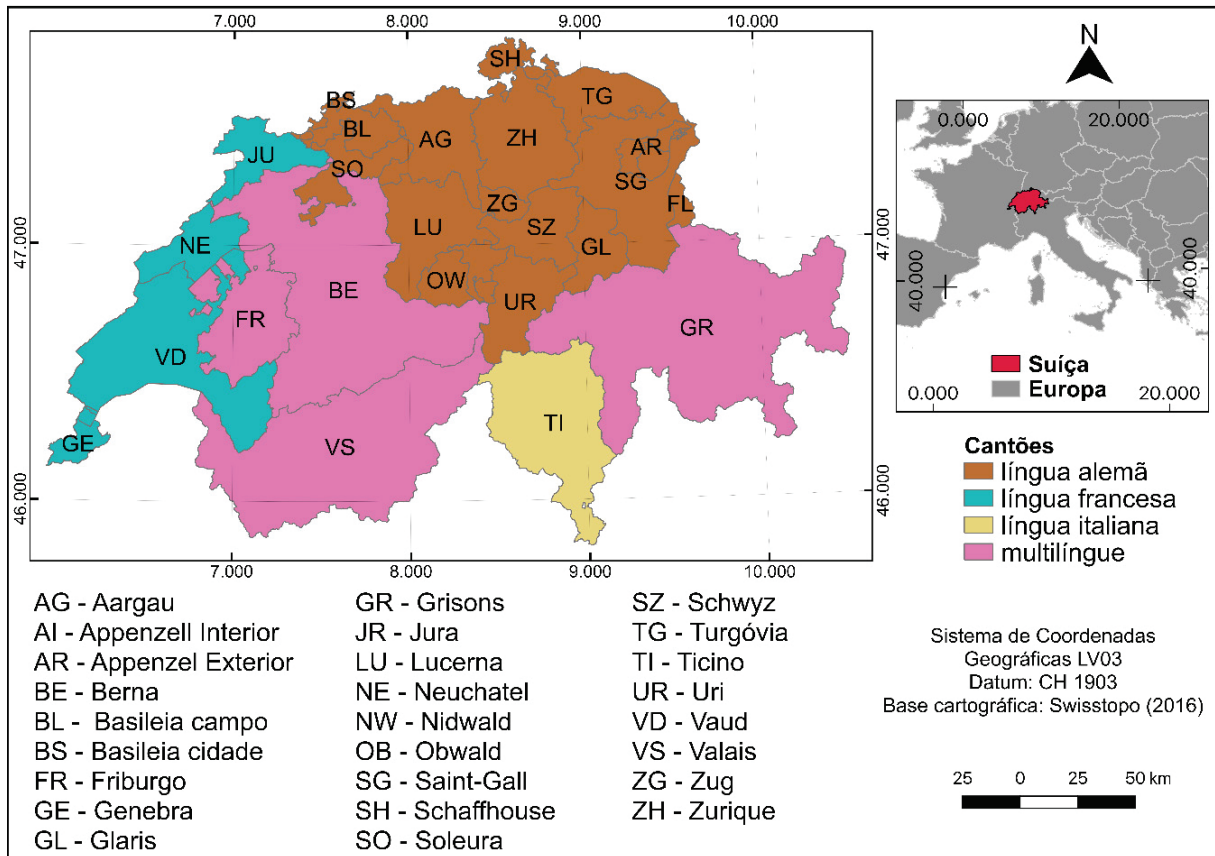 7.000 8.000 9.000 10.000
N
SH
BS
TG
BL
AG
ZH
AR
JU
SO
SG
ZG
FL
LU
SZ
NE
GL
OW
BE
UR
FR
GR
VD
TI
GE
VS
47.000
46.000
47.000
46.000
7.000 8.000 9.000 10.000
0.000 20.000
40.000
40.000
Suíça
Europa
0.000 20.000
Cantões
língua alemã
língua francesa
língua italiana
multilíngue
AG - Aargau
AI - Appenzell Interior
AR - Appenzel Exterior
BE - Berna
BL - Basileia campo
BS - Basileia cidade
FR - Friburgo
GE - Genebra
GL - Glaris
GR - Grisons
JR - Jura
LU - Lucerna
NE - Neuchatel
NW - Nidwald
OB - Obwald
SG - Saint-Gall
SH - Schaffhouse
SO - Soleura
SZ - Schwyz
TG - Turgóvia
TI - Ticino
UR - Uri
VD - Vaud
VS - Valais
ZG - Zug
ZH - Zurique
Sistema de Coordenadas
Geográficas LV03
Datum: CH 1903
Base cartográfica: Swisstopo (2016)
25 0 25 50 km